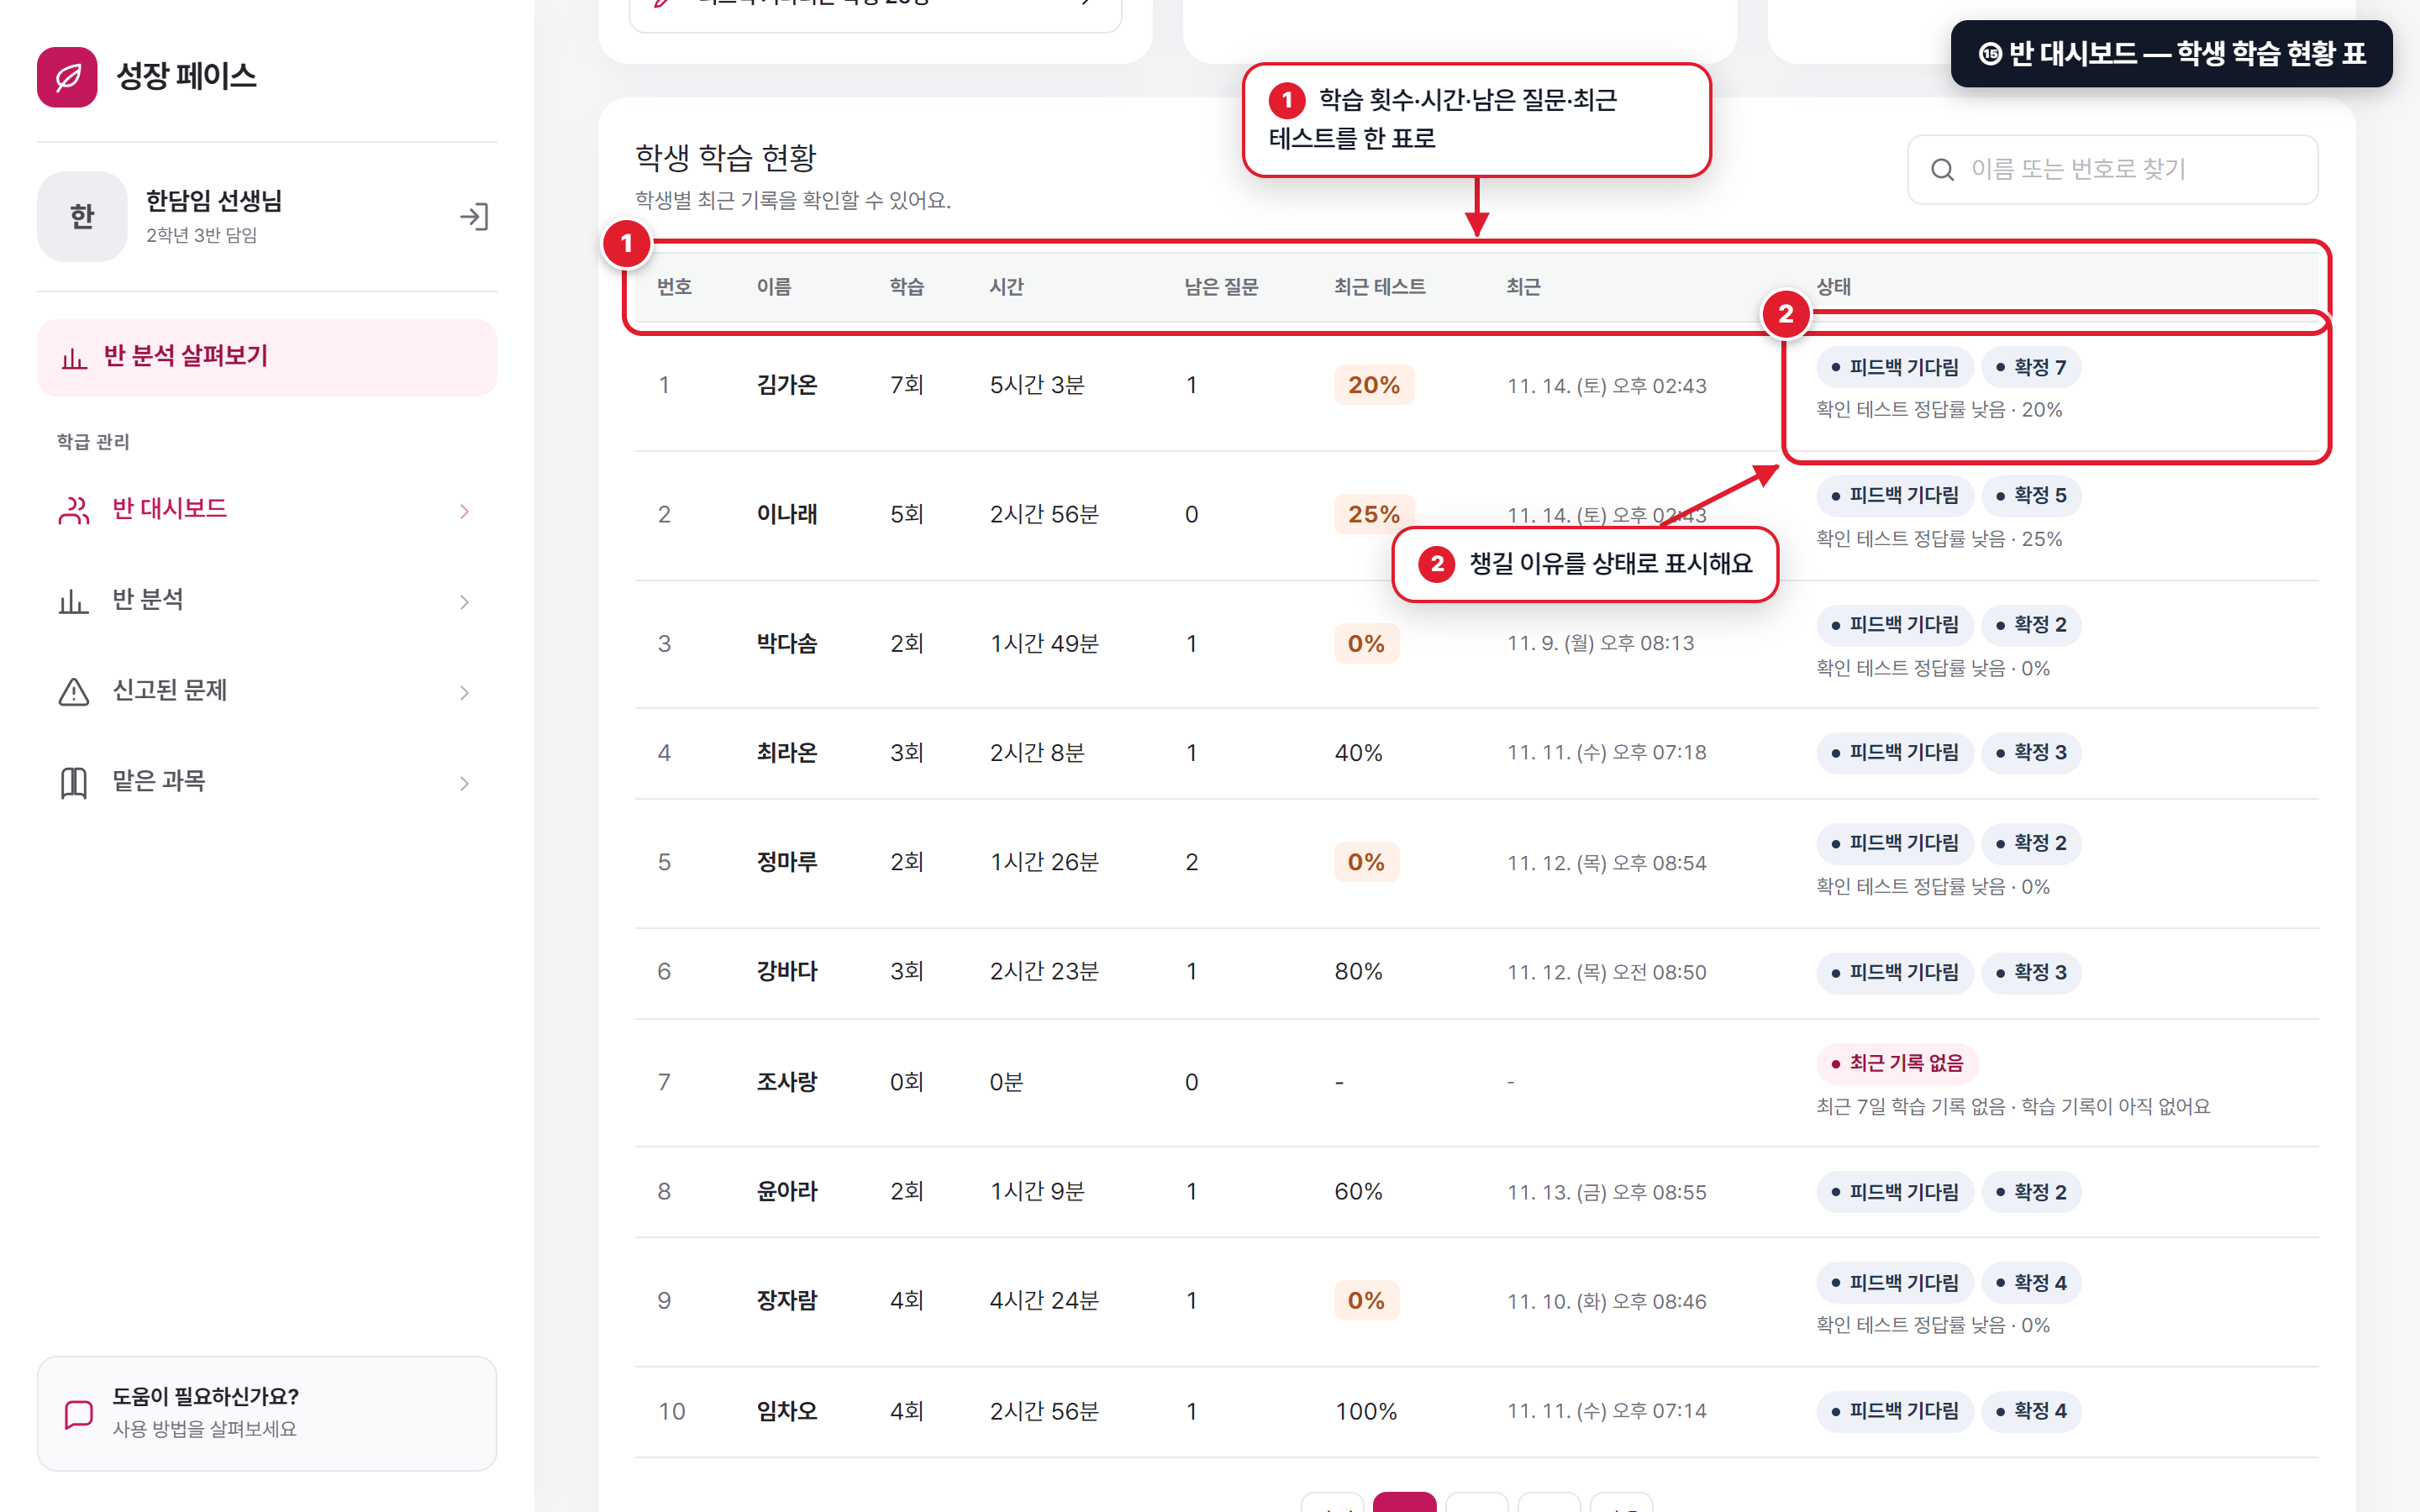 성장 페이스
한
한담임 선생님
2학년 3반 담임
반 분석 살펴보기
학급 관리
반 대시보드
반 분석
신고된 문제
맡은 과목
도움이 필요하신가요?
사용 방법을 살펴보세요
⑮ 반 대시보드 — 학생 학습 현황 표
1 학습 횟수·시간·남은 질문·최근
테스트를 한 표로
학생 학습 현황
학생별 최근 기록을 확인할 수 있어요.
이름 또는 번호로 찾기
1
번호 이름 학습 시간 남은 질문 최근 테스트 최근 상태
2
1 김가온 7회 5시간 3분 1 20% 11. 14. (토) 오후 02:43 피드백 기다림 확정 7
확인 테스트 정답률 낮음 · 20%
2 이나래 5회 2시간 56분 0 25% 11. 14. (토) 오후 02:43 피드백 기다림 확정 5
확인 테스트 정답률 낮음 · 25%
2 챙길 이유를 상태로 표시해요
3 박다솜 2회 1시간 49분 1 0% 11. 9. (월) 오후 08:13 피드백 기다림 확정 2
확인 테스트 정답률 낮음 · 0%
4 최라온 3회 2시간 8분 1 40% 11. 11. (수) 오후 07:18 피드백 기다림 확정 3
5 정마루 2회 1시간 26분 2 0% 11. 12. (목) 오후 08:54 피드백 기다림 확정 2
확인 테스트 정답률 낮음 · 0%
6 강바다 3회 2시간 23분 1 80% 11. 12. (목) 오전 08:50 피드백 기다림 확정 3
7 조사랑 0회 0분 0 - - 최근 기록 없음
최근 7일 학습 기록 없음 · 학습 기록이 아직 없어요
8 윤아라 2회 1시간 9분 1 60% 11. 13. (금) 오후 08:55 피드백 기다림 확정 2
9 장자람 4회 4시간 24분 1 0% 11. 10. (화) 오후 08:46 피드백 기다림 확정 4
확인 테스트 정답률 낮음 · 0%
10 임차오 4회 2시간 56분 1 100% 11. 11. (수) 오후 07:14 피드백 기다림 확정 4